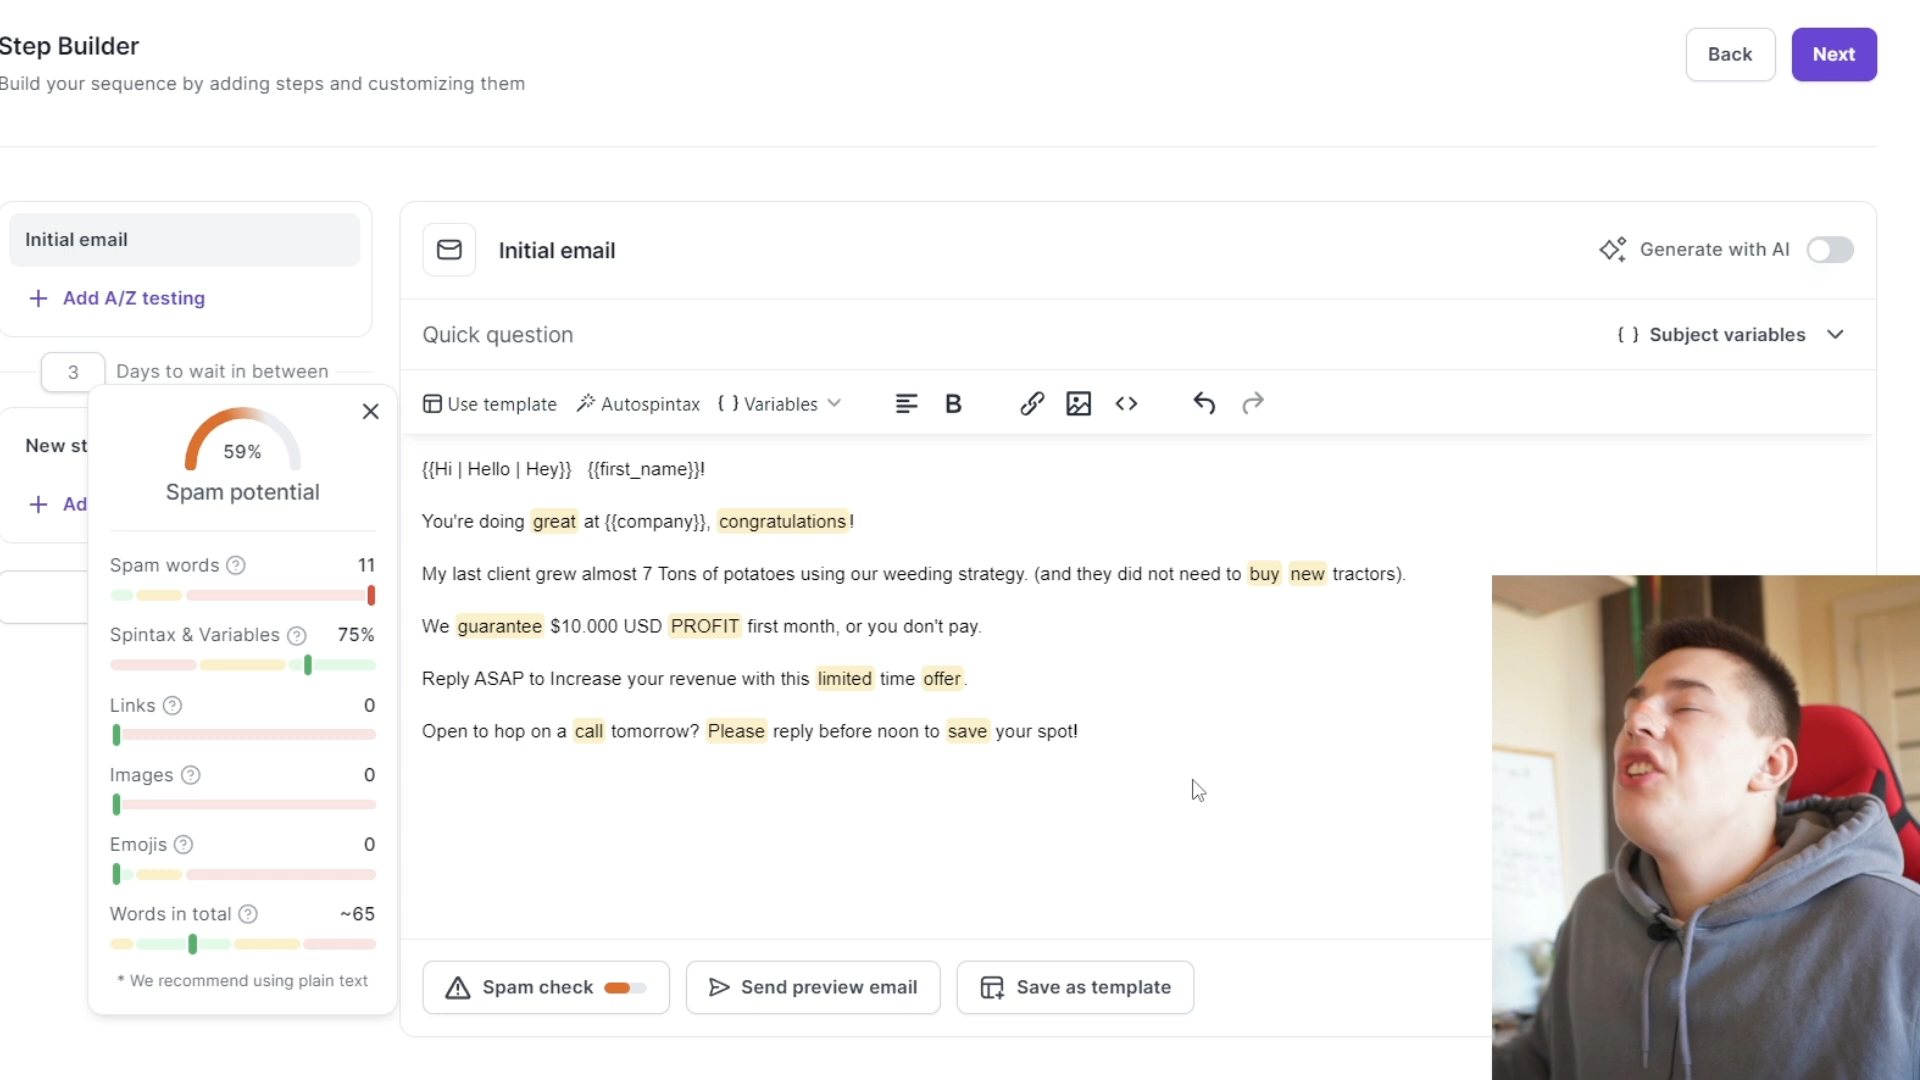 Step Builder
Build your sequence by adding steps and customizing them
Back
Next
Initial email
Add A/Z testing
3 Days to wait in between
New st
Ad
59%
Spam potential
Spam words 11
Spintax & Variables 75%
Links 0
Images 0
Emojis 0
Words in total ~65
* We recommend using plain text
Initial email
Generate with AI
Quick question
{ } Subject variables
Use template
Autospintax
{ } Variables
B
{{Hi | Hello | Hey}} {{first_name}}!
You're doing great at {{company}}, congratulations!
My last client grew almost 7 Tons of potatoes using our weeding strategy. (and they did not need to buy new tractors).
We guarantee $10.000 USD PROFIT first month, or you don't pay.
Reply ASAP to Increase your revenue with this limited time offer.
Open to hop on a call tomorrow? Please reply before noon to save your spot!
Spam check
Send preview email
Save as template